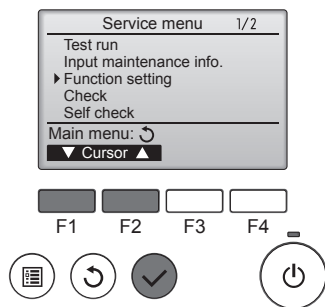 Service menu 1/2
Test run
Input maintenance info.
Function setting
Check
Self check
Main menu:
Cursor
F1 F2 F3 F4